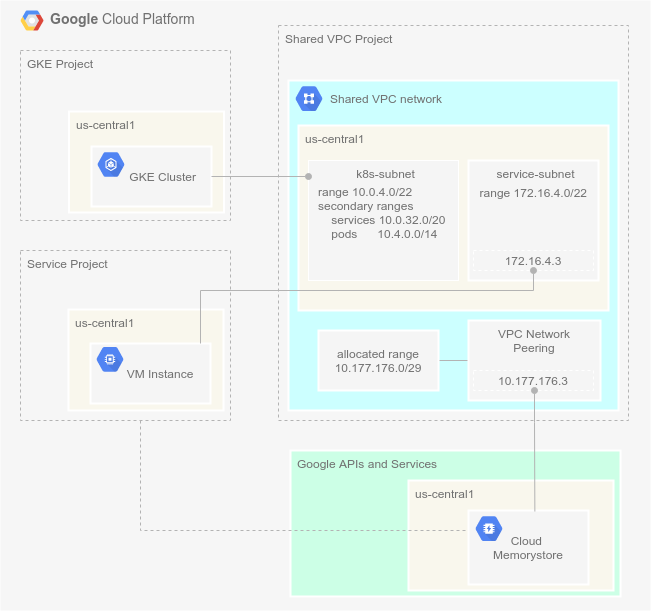 Google Cloud Platform
GKE Project
us-central1
GKE Cluster
Service Project
us-central1
VM Instance
Shared VPC Project
Shared VPC network
us-central1
k8s-subnet
range 10.0.4.0/22
secondary ranges
services 10.0.32.0/20
pods 10.4.0.0/14
service-subnet
range 172.16.4.0/22
172.16.4.3
allocated range
10.177.176.0/29
VPC Network
Peering
10.177.176.3
Google APIs and Services
us-central1
Cloud
Memorystore